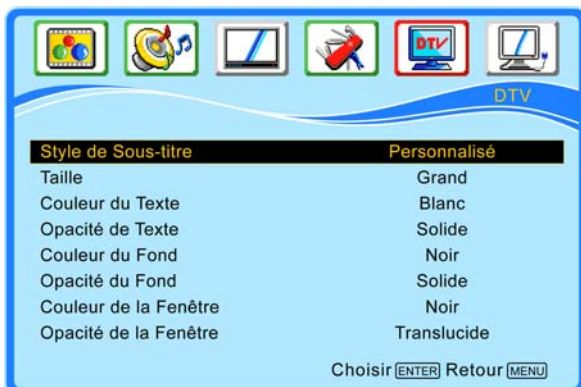 DTV
DTV
Style de Sous-titre Personnalisé
Taille Grand
Couleur du Texte Blanc
Opacité de Texte Solide
Couleur du Fond Noir
Opacité du Fond Solide
Couleur de la Fenêtre Noir
Opacité de la Fenêtre Translucide
Choisir ENTER Retour MENU